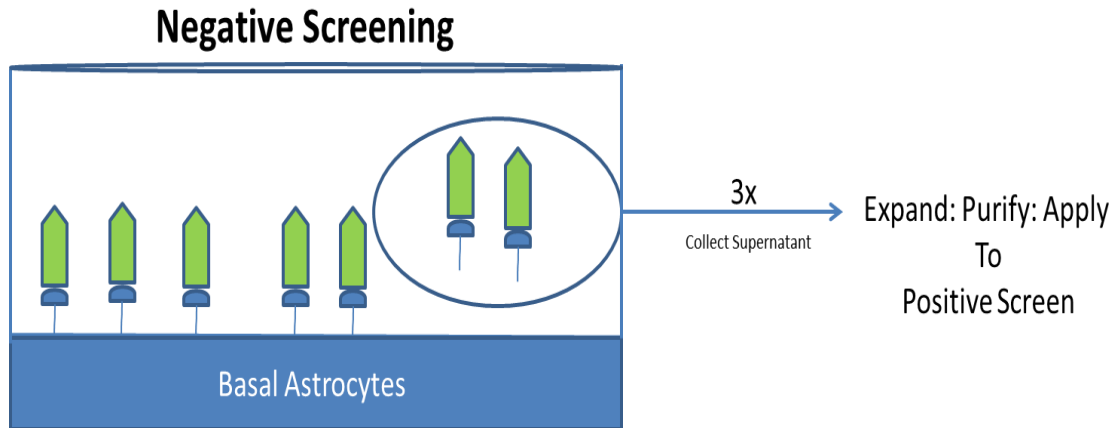 Negative Screening
3x
Collect Supernatant
Expand: Purify: Apply
To
Positive Screen
Basal Astrocytes